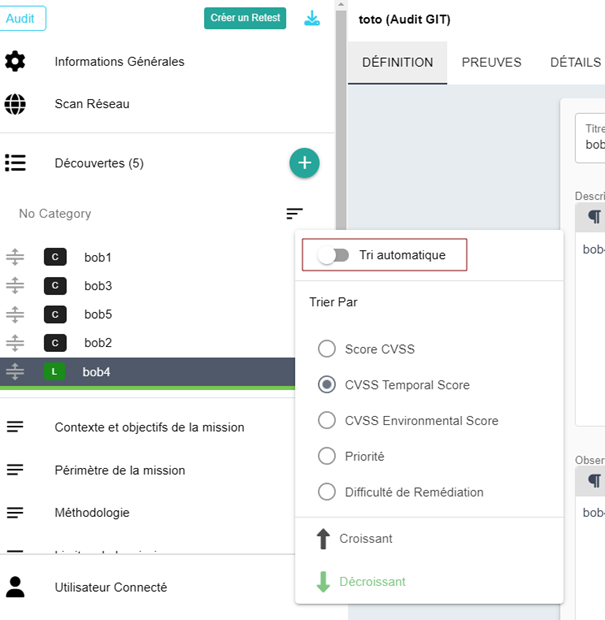 Audit
Créer un Retest
Informations Générales
Scan Réseau
Découvertes (5)
No Category
C bob1
C bob3
C bob5
C bob2
L bob4
Contexte et objectifs de la mission
Périmètre de la mission
Méthodologie
Utilisateur Connecté
toto (Audit GIT)
DÉFINITION PREUVES DÉTAILS
Titre
bob
Descri
bob
Obser
bob
Tri automatique
Trier Par
Score CVSS
CVSS Temporal Score
CVSS Environmental Score
Priorité
Difficulté de Remédiation
Croissant
Décroissant